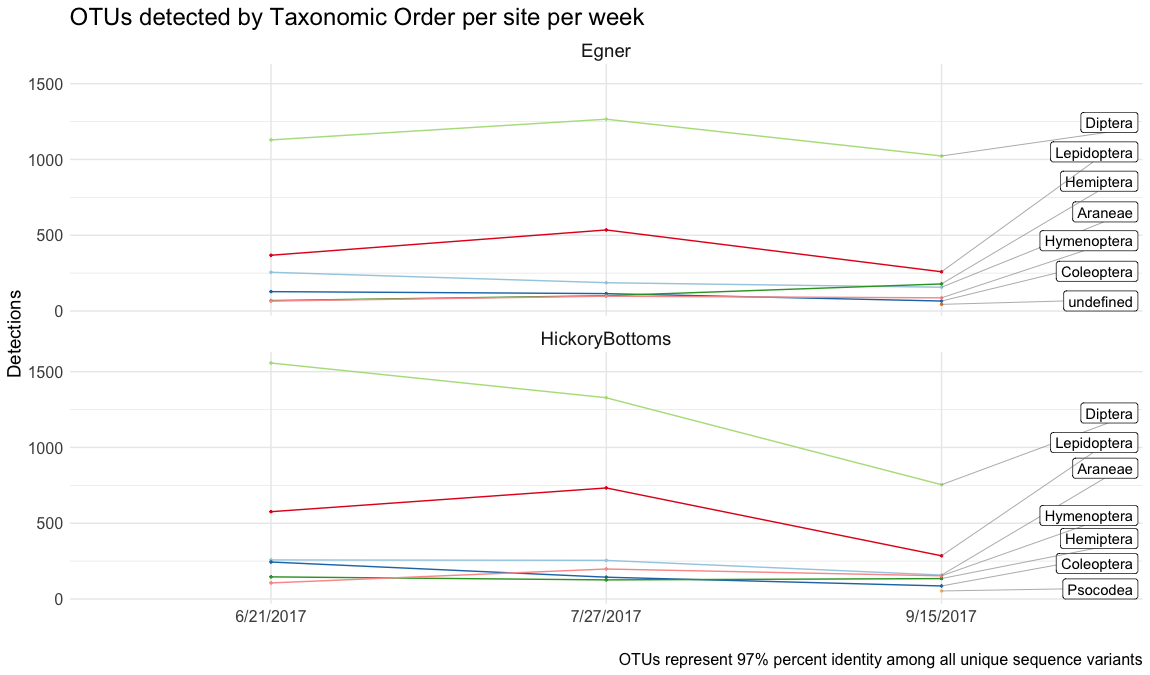 OTUs detected by Taxonomic Order per site per week
Egner
1500
1000
500
0
Diptera
Lepidoptera
Hemiptera
Araneae
Hymenoptera
Coleoptera
undefined
Detections
HickoryBottoms
1500
1000
500
0
Diptera
Lepidoptera
Araneae
Hymenoptera
Hemiptera
Coleoptera
Psocodea
6/21/2017 7/27/2017 9/15/2017
OTUs represent 97% percent identity among all unique sequence variants